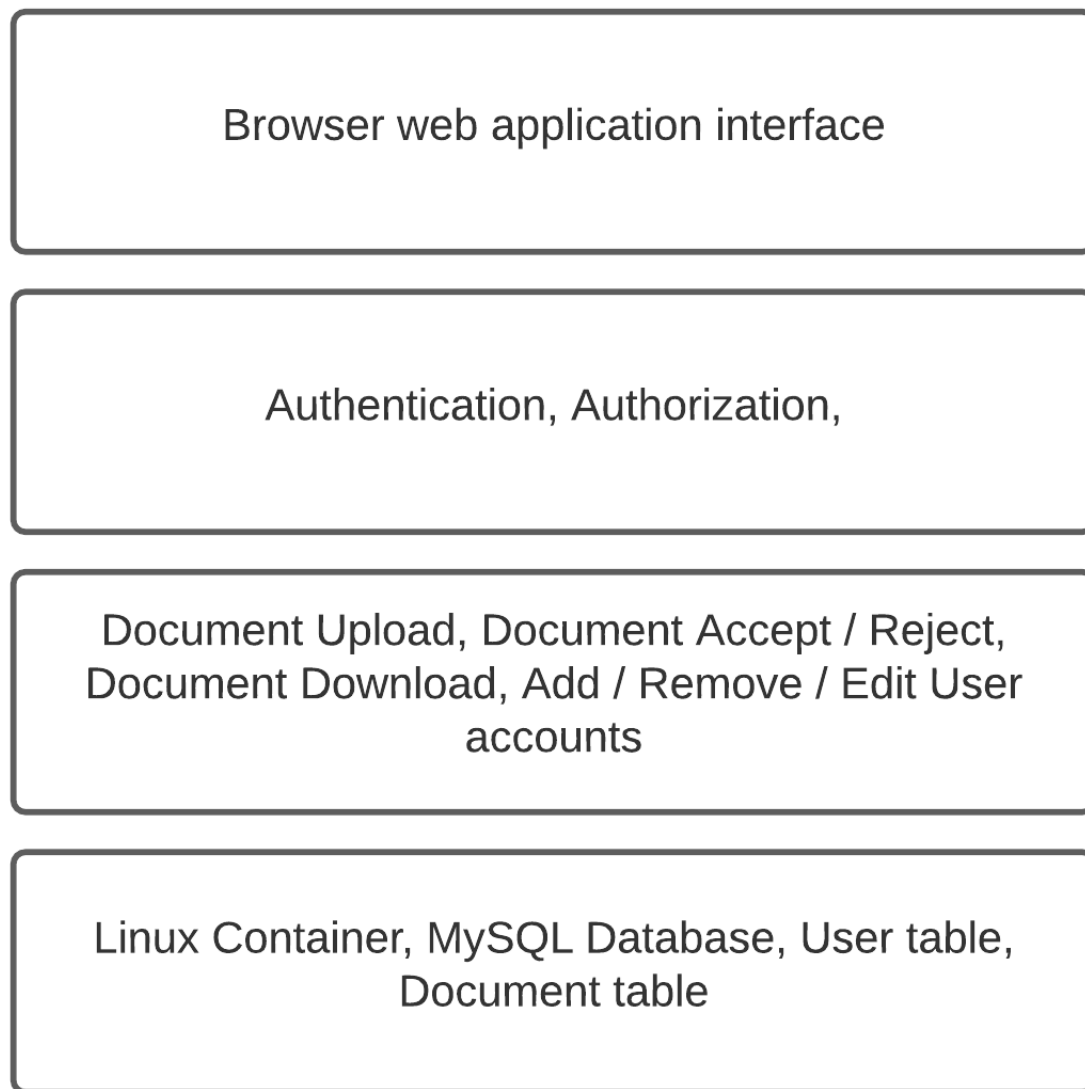 Browser web application interface
Authentication, Authorization,
Document Upload, Document Accept / Reject,
Document Download, Add / Remove / Edit User
accounts
Linux Container, MySQL Database, User table,
Document table